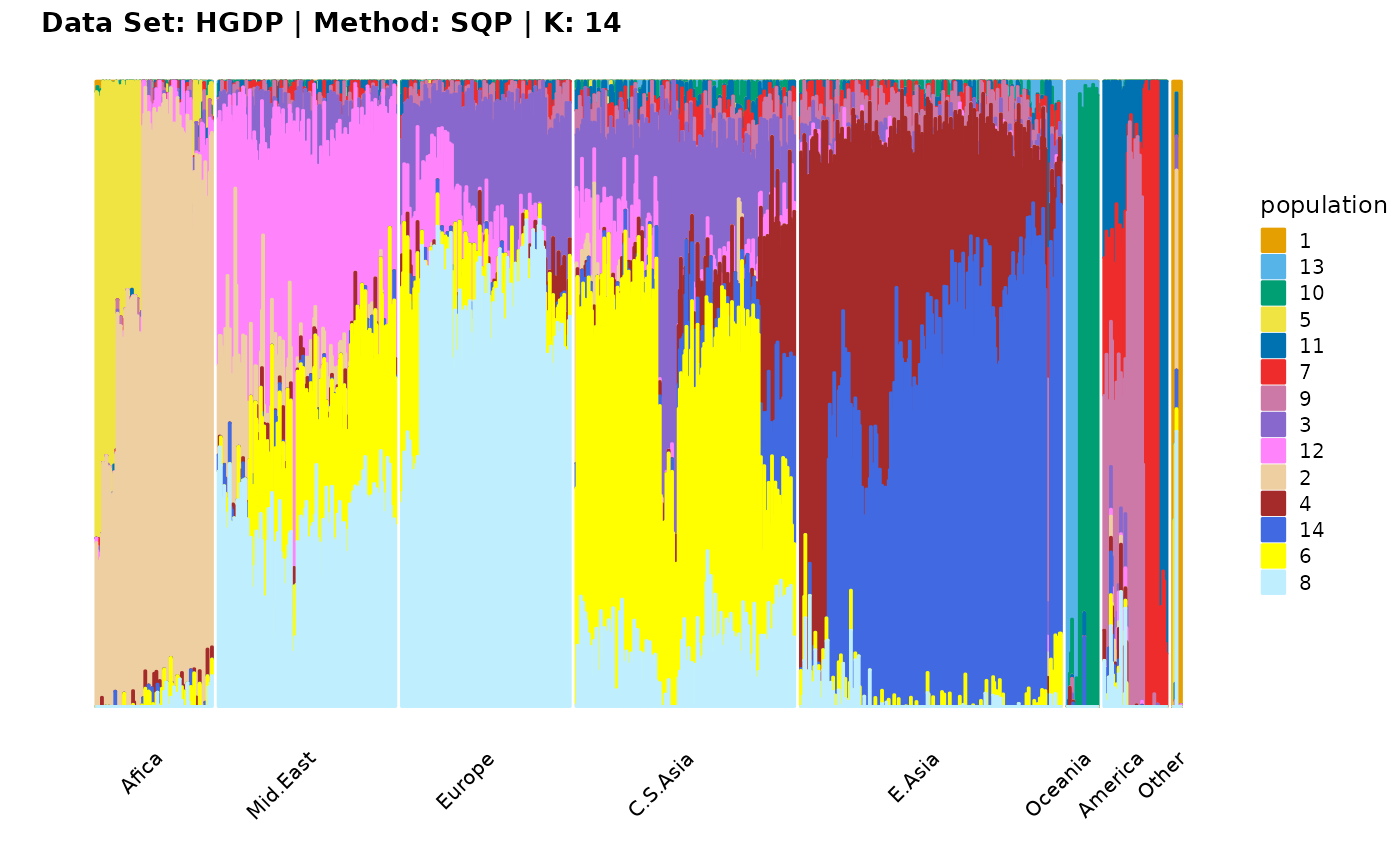 Data Set: HGDP | Method: SQP | K: 14
population
1
13
10
5
11
7
9
3
12
2
4
14
6
8
Afica
Mid.East
Europe
C.S.Asia
E.Asia
Oceania
America
Other